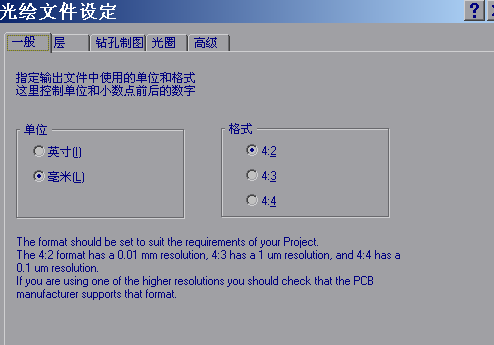 光绘文件设定
?
一般 层 钻孔制图 光圈 高级
指定输出文件中使用的单位和格式
这里控制单位和小数点前后的数字
单位
英寸(I)
毫米(L)
格式
4:2
4:3
4:4
The format should be set to suit the requirements of your Project.
The 4:2 format has a 0.01 mm resolution, 4:3 has a 1 um resolution, and 4:4 has a
0.1 um resolution.
If you are using one of the higher resolutions you should check that the PCB
manufacturer supports that format.